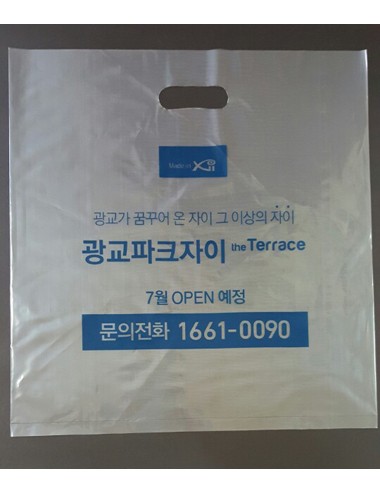 Xi
광교가 꿈꾸어 온 자이 그 이상의 자이
광교파크자이 the Terrace
7월 OPEN 예정
문의전화 1661-0090